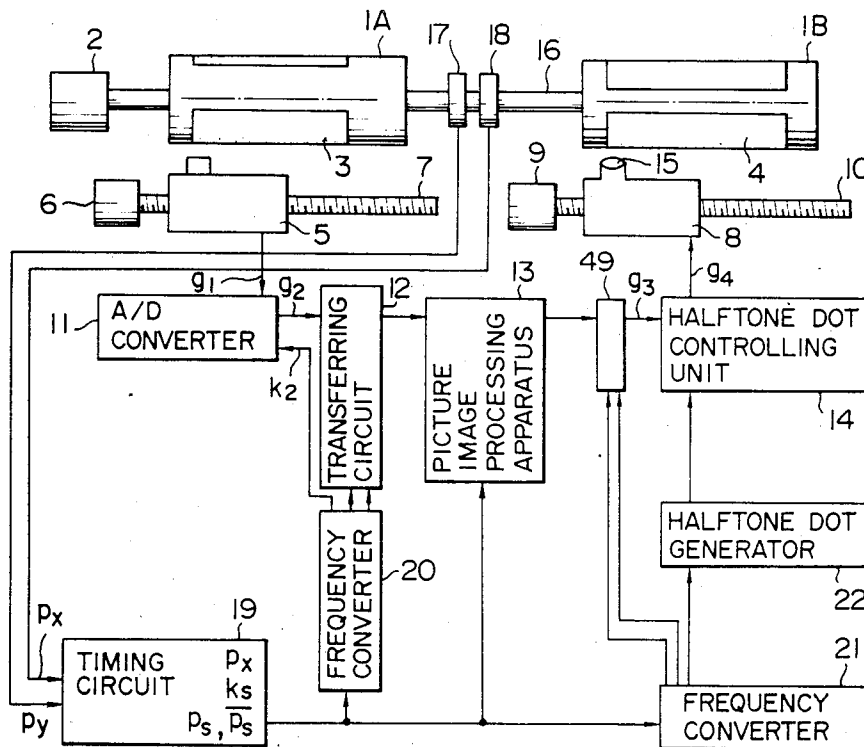 1A
17
18
16
1B
2
3
4
7
9
15
10
6
5
8
g1
g2
12
13
49
g3
g4
11
A/D
CONVERTER
k2
TRANSFERRING
CIRCUIT
PICTURE
IMAGE
PROCESSING
APPARATUS
HALFTONE DOT
CONTROLLING
UNIT
14
FREQUENCY
CONVERTER
20
HALFTONE DOT
GENERATOR
22
px
19
TIMING
CIRCUIT
px
ks
ps, p̅s̅
py
21
FREQUENCY
CONVERTER